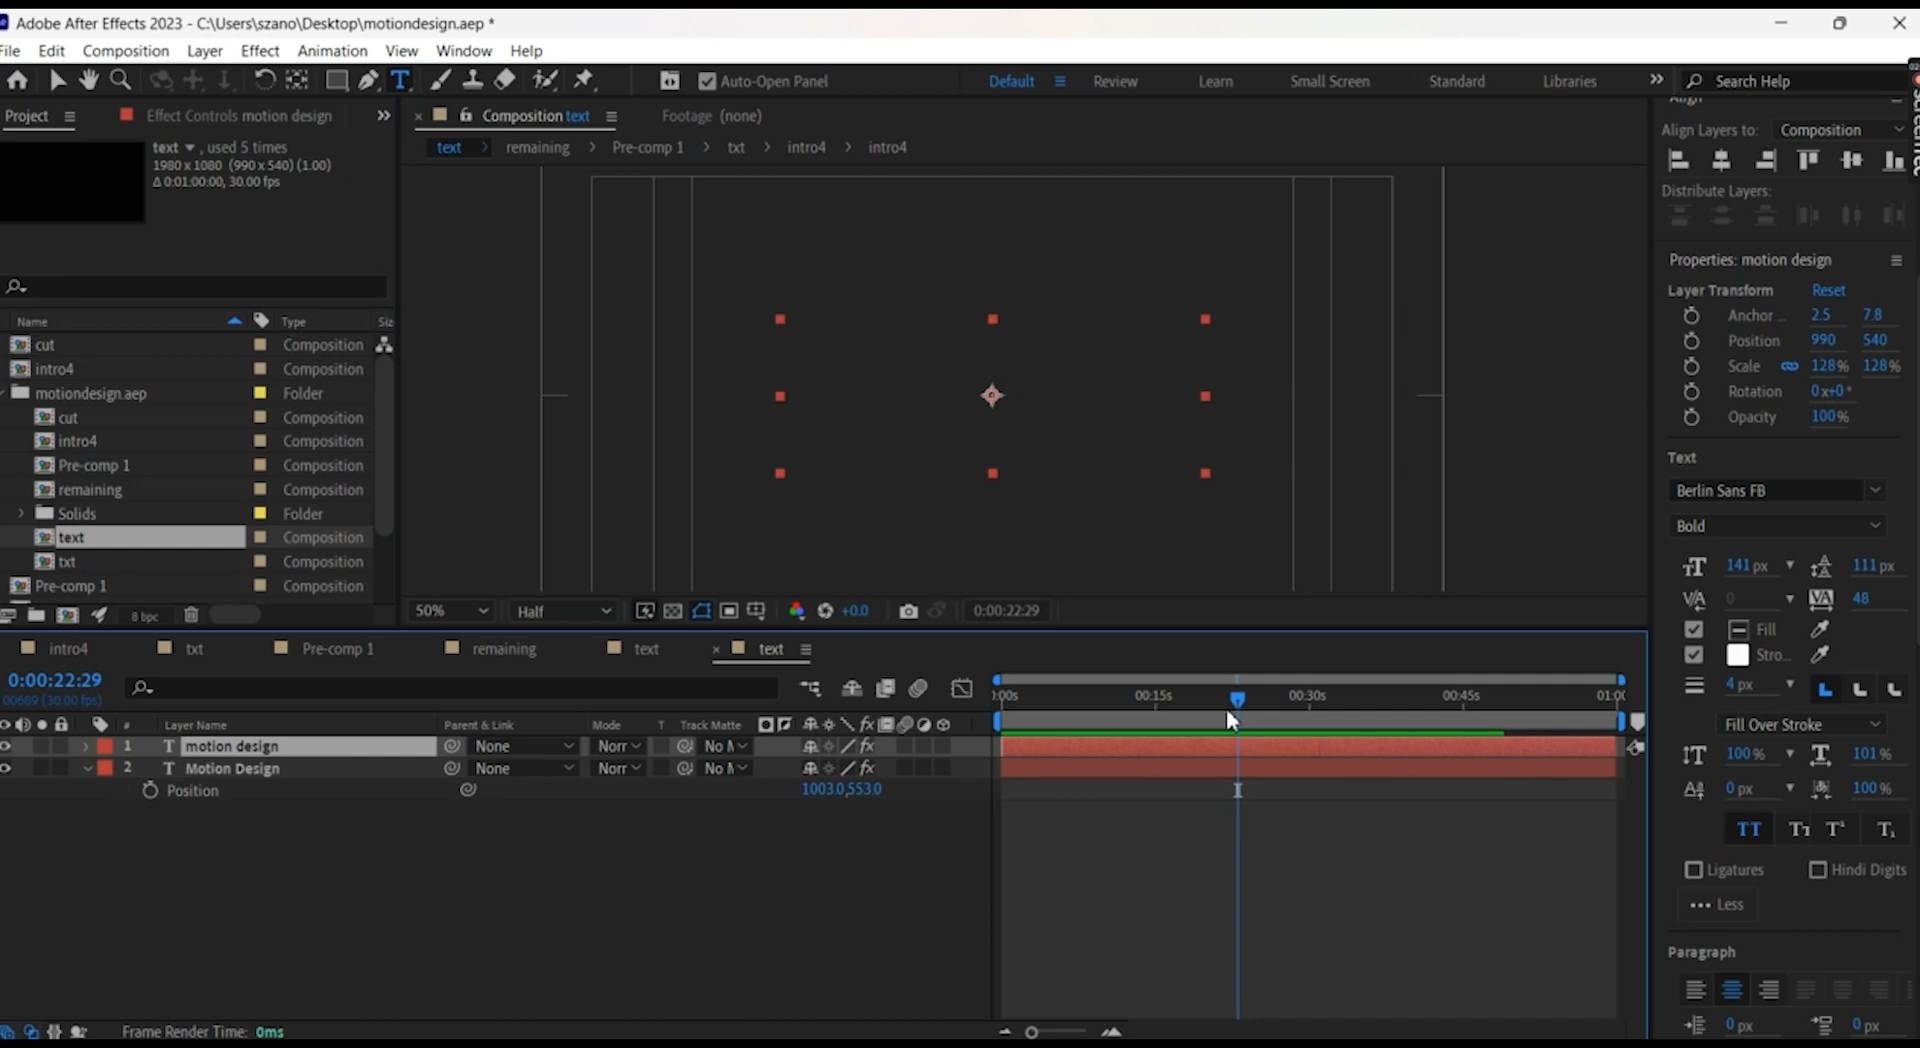 Adobe After Effects 2023 - C:\Users\szano\Desktop\motiondesign.aep *
File Edit Composition Layer Effect Animation View Window Help
Auto-Open Panel Default Review Learn Small Screen Standard Libraries Search Help
Project Effect Controls motion design
Composition text Footage (none)
text , used 5 times
1980 x 1080 (990 x 540) (1.00)
Δ 0:01:00:00, 30.00 fps
text remaining Pre-comp 1 txt intro4 intro4
Name Type Siz
cut Composition
intro4 Composition
motiondesign.aep Folder
cut Composition
intro4 Composition
Pre-comp 1 Composition
remaining Composition
Solids Folder
text Composition
txt Composition
Pre-comp 1 Composition
8 bpc
50% Half +0.0 0:00:22:29
Align
Align Layers to: Composition
Distribute Layers:
Properties: motion design
Layer Transform Reset
Anchor ... 2.5 7.8
Position 990 540
Scale 128% 128%
Rotation 0x+0°
Opacity 100%
Text
Berlin Sans FB
Bold
141 px 111 px
0 48
Fill
Stro...
4 px
Fill Over Stroke
100% 101%
0 px 100%
TT Tт T¹ T₁
Ligatures Hindi Digits
Less
Paragraph
0 px 0 px
intro4 txt Pre-comp 1 remaining text text
0:00:22:29
00689 (30.00 fps)
):00s 00:15s 00:30s 00:45s 01:0(
# Layer Name Parent & Link Mode T Track Matte
1 T motion design None Norr No M
2 T Motion Design None Norr No M
Position 1003.0,553.0
Frame Render Time: 0ms